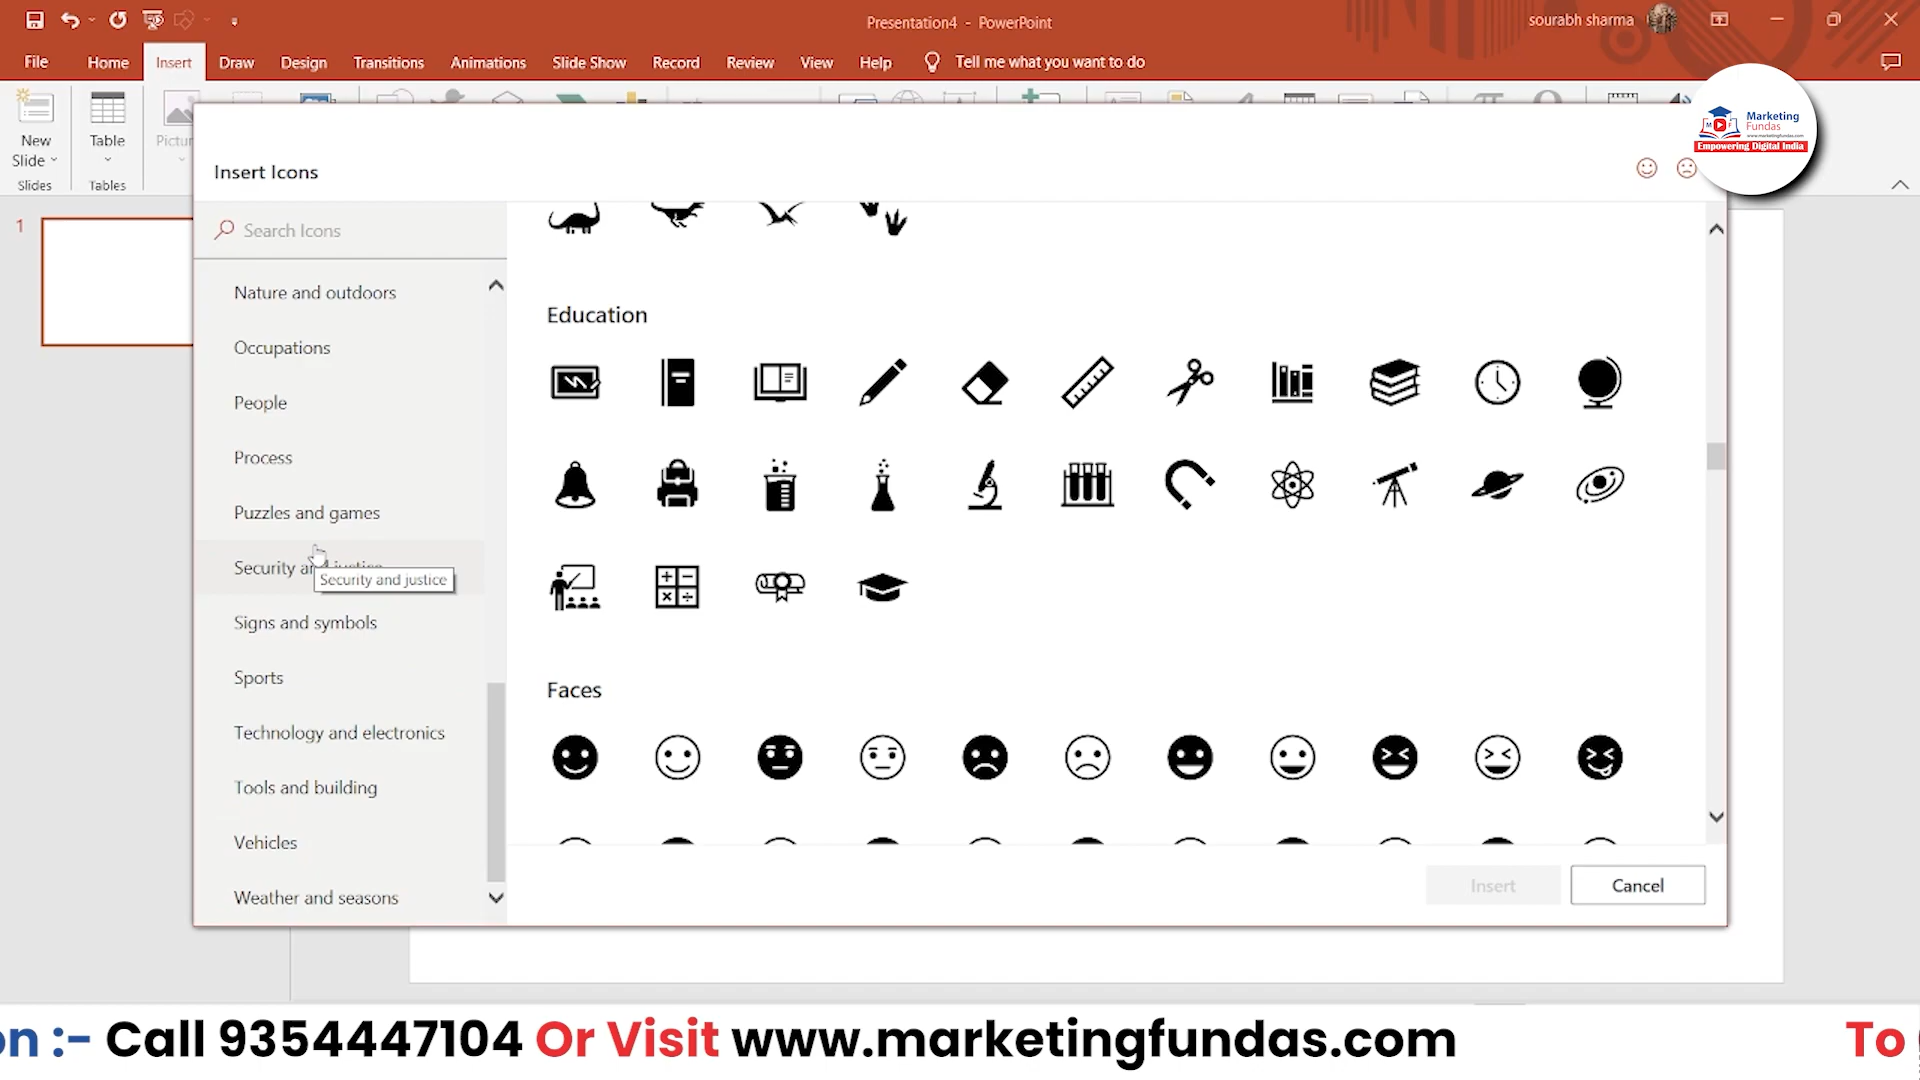 Presentation4 - PowerPoint
sourabh sharma
File Home Insert Draw Design Transitions Animations Slide Show Record Review View Help Tell me what you want to do
New
Slide
Slides
Table
Tables
Marketing
Fundas
www.marketingfundas.com
Empowering Digital India
1
Insert Icons
Search Icons
Nature and outdoors
Occupations
People
Process
Puzzles and games
Security
Security and justice
Signs and symbols
Sports
Technology and electronics
Tools and building
Vehicles
Weather and seasons
Education
Faces
Insert
Cancel
:- Call 9354447104 Or Visit www.marketingfundas.com
To